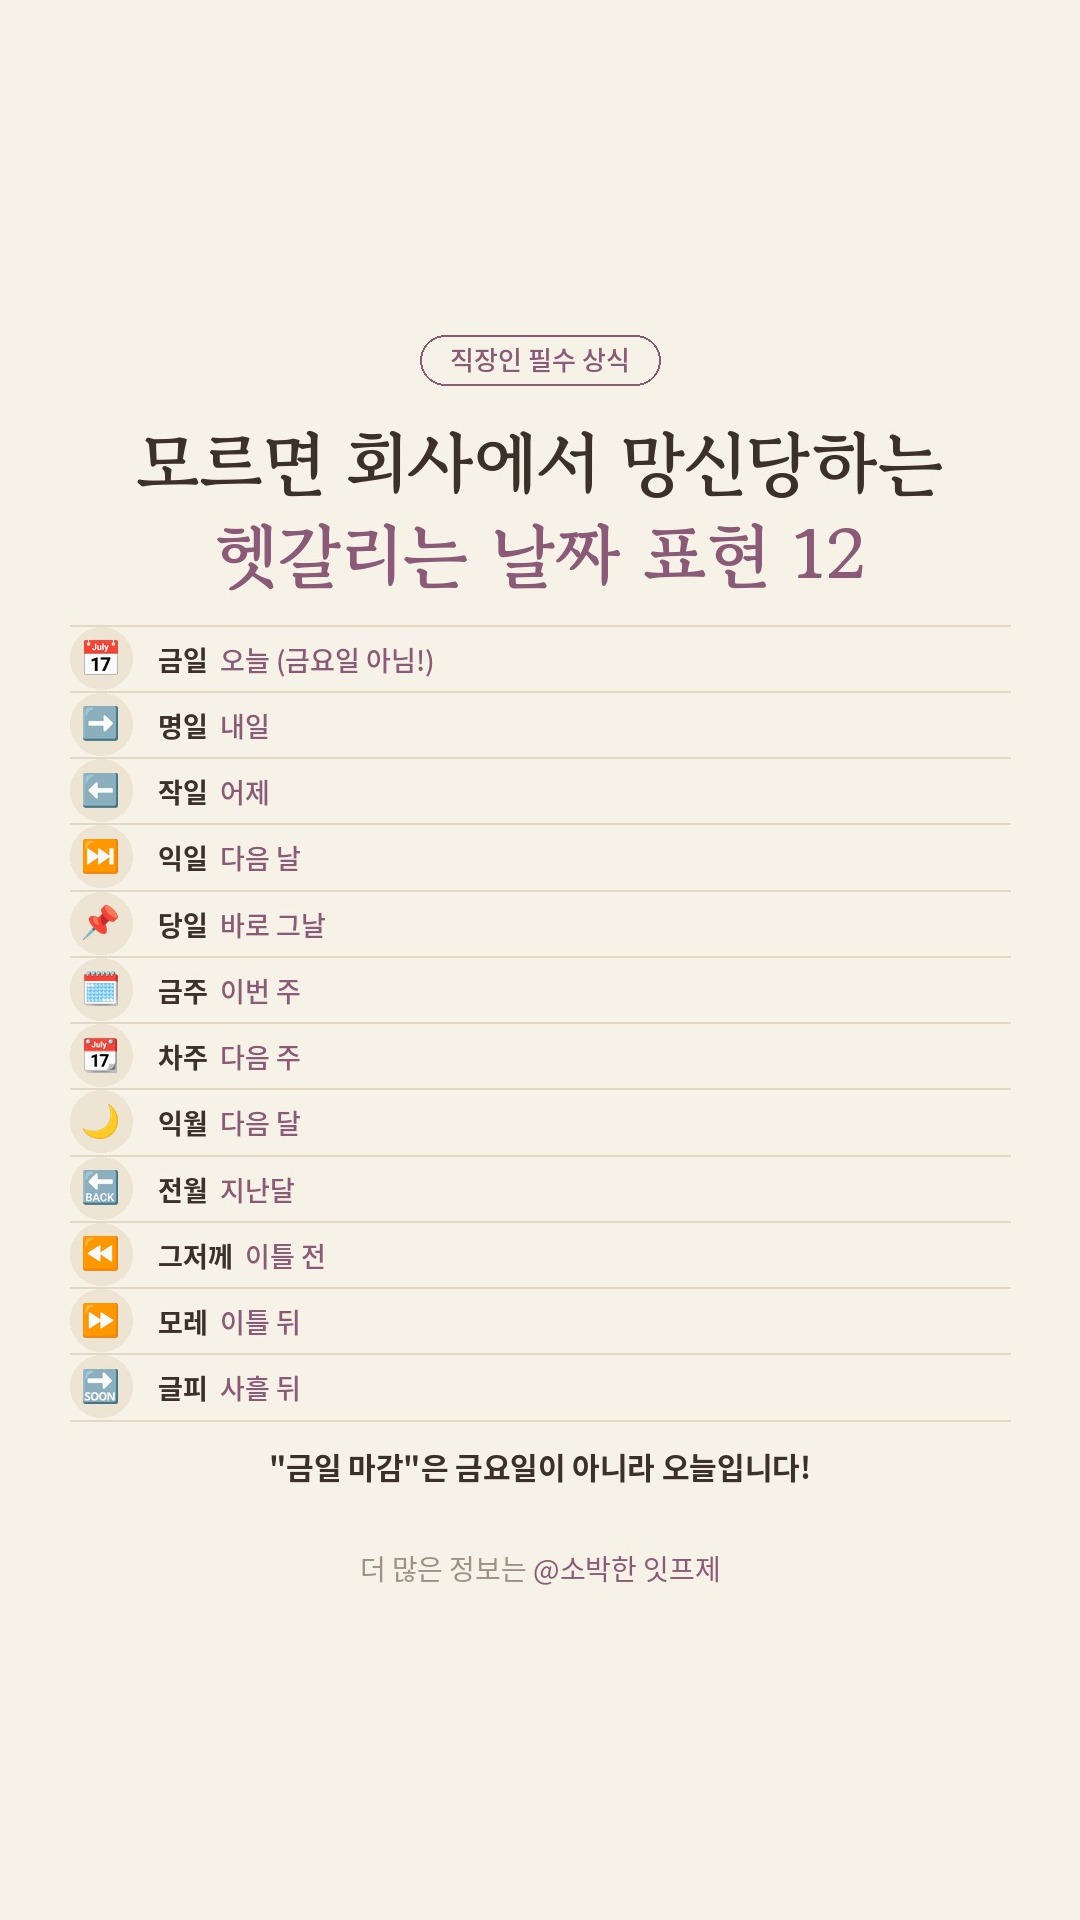 직장인 필수 상식
모르면 회사에서 망신당하는
헷갈리는 날짜 표현 12
July 17 금일 오늘 (금요일 아님!)
명일 내일
작일 어제
익일 다음 날
당일 바로 그날
금주 이번 주
July 17 차주 다음 주
익월 다음 달
BACK 전월 지난달
그저께 이틀 전
모레 이틀 뒤
SOON 글피 사흘 뒤
"금일 마감"은 금요일이 아니라 오늘입니다!
더 많은 정보는 @소박한 잇프제